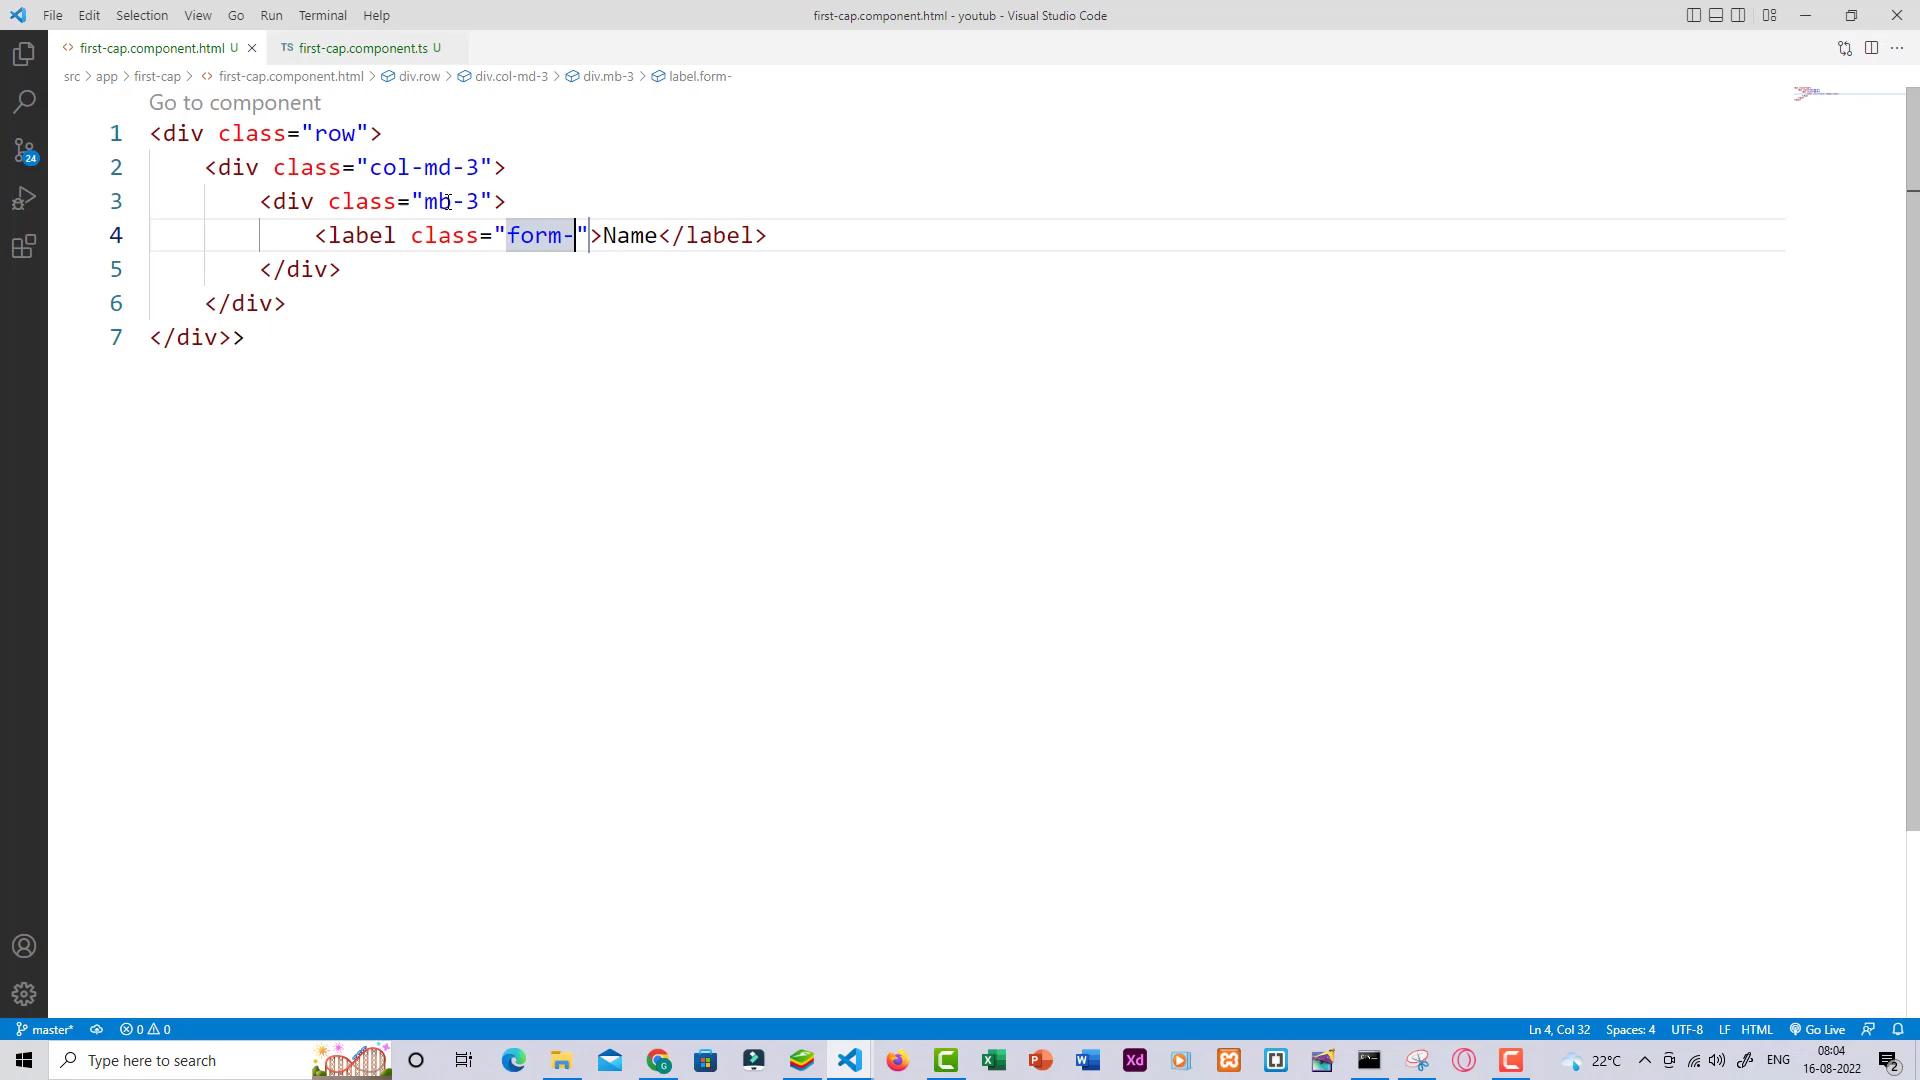 File Edit Selection View Go Run Terminal Help
first-cap.component.html - youtub - Visual Studio Code
first-cap.component.html U
TS first-cap.component.ts U
src > app > first-cap > first-cap.component.html > div.row > div.col-md-3 > div.mb-3 > label.form-
Go to component
1 <div class="row">
2 <div class="col-md-3">
3 <div class="mb-3">
4 <label class="form-">Name</label>
5 </div>
6 </div>
7 </div>>
24
master* 0 0
Ln 4, Col 32 Spaces: 4 UTF-8 LF HTML Go Live
Type here to search
Xd
22°C
ENG
08:04
16-08-2022
2